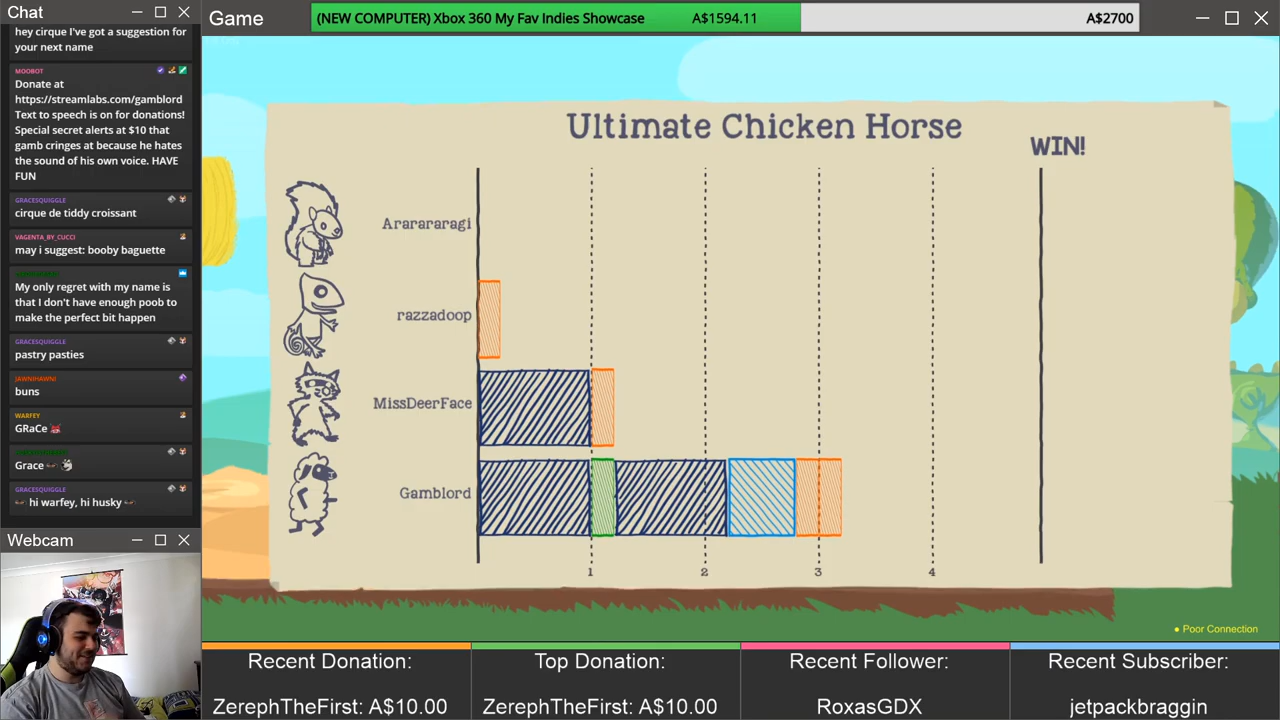 Chat
hey cirque I've got a suggestion for
your next name
MOOBOT
Donate at
https://streamlabs.com/gamblord
Text to speech is on for donations!
Special secret alerts at $10 that
gamb cringes at because he hates
the sound of his own voice. HAVE
FUN
GRACESQUIGGLE
cirque de tiddy croissant
VAGENTA_BY_CUCCI
may i suggest: booby baguette
My only regret with my name is
that I don't have enough poob to
make the perfect bit happen
GRACESQUIGGLE
pastry pasties
JAWNIHAWNI
buns
WARFEY
GRaCe
Grace
GRACESQUIGGLE
hi warfey, hi husky
Webcam
Game
(NEW COMPUTER) Xbox 360 My Fav Indies Showcase
A$1594.11
A$2700
Ultimate Chicken Horse
WIN!
Ararararagi
razzadoop
MissDeerFace
Gamblord
1 2 3 4
Poor Connection
Recent Donation:
ZerephTheFirst: A$10.00
Top Donation:
ZerephTheFirst: A$10.00
Recent Follower:
RoxasGDX
Recent Subscriber:
jetpackbraggin